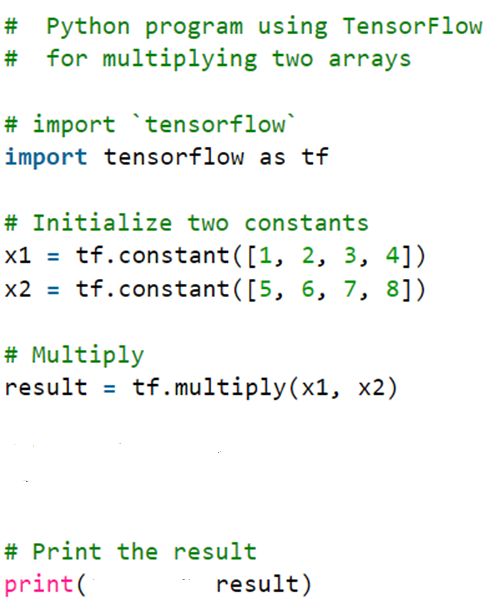 #  Python program using TensorFlow
#  for multiplying two arrays
# import `tensorflow`
import tensorflow as tf
# Initialize two constants
x1 = tf.constant([1, 2, 3, 4])
x2 = tf.constant([5, 6, 7, 8])
# Multiply
result = tf.multiply(x1, x2)
# Print the result
print(         result)